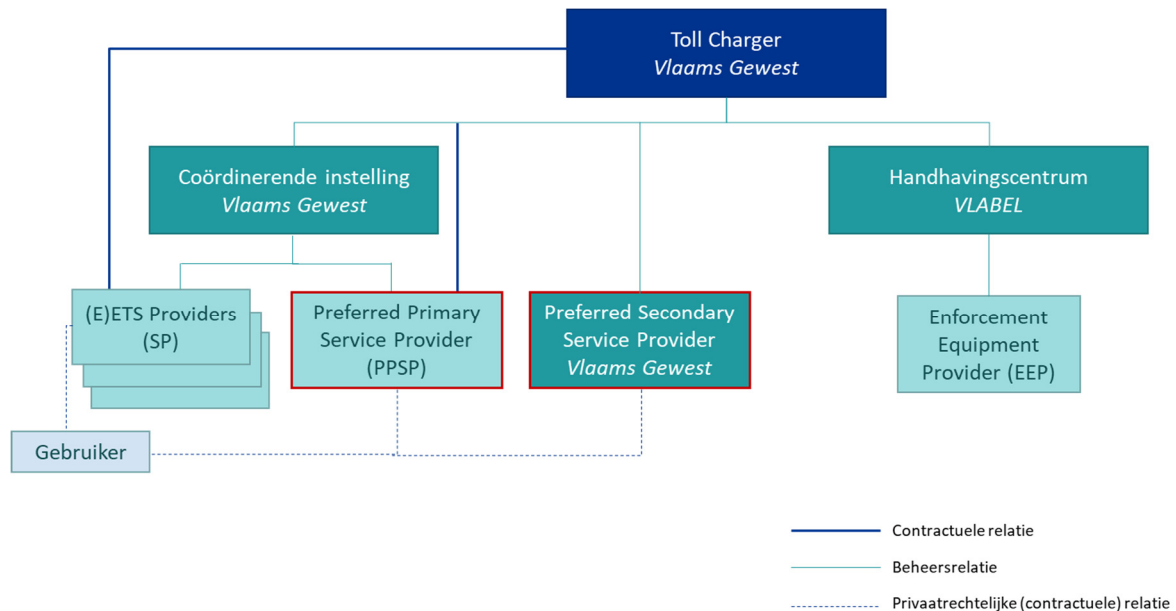 Toll Charger
Vlaams Gewest
Coördinerende instelling
Vlaams Gewest
Handhavingscentrum
VLABEL
(E)ETS Providers
(SP)
Preferred Primary
Service Provider
(PPSP)
Preferred Secondary
Service Provider
Vlaams Gewest
Enforcement
Equipment
Provider (EEP)
Gebruiker
Contractuele relatie
Beheersrelatie
Privaatrechtelijke (contractuele) relatie